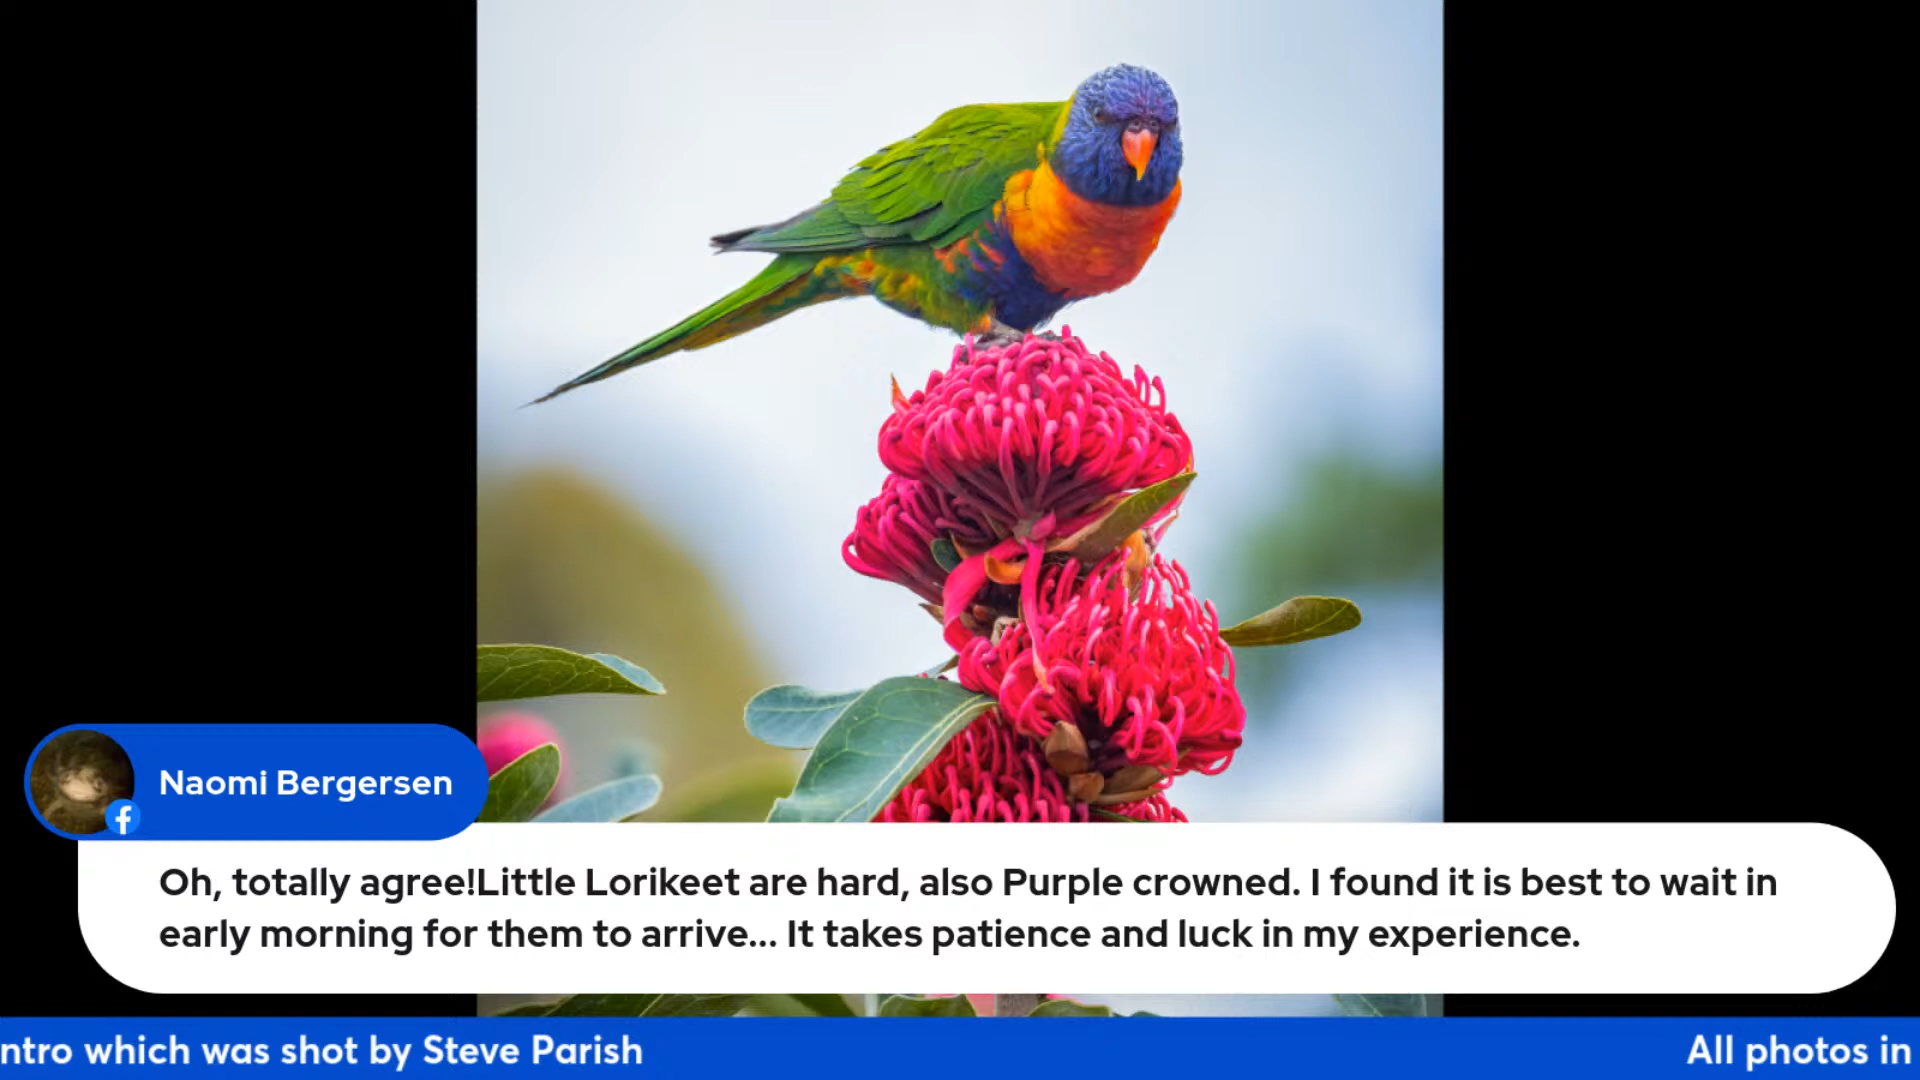 Naomi Bergersen
Oh, totally agree!Little Lorikeet are hard, also Purple crowned. I found it is best to wait in
early morning for them to arrive... It takes patience and luck in my experience.
ntro which was shot by Steve Parish All photos in